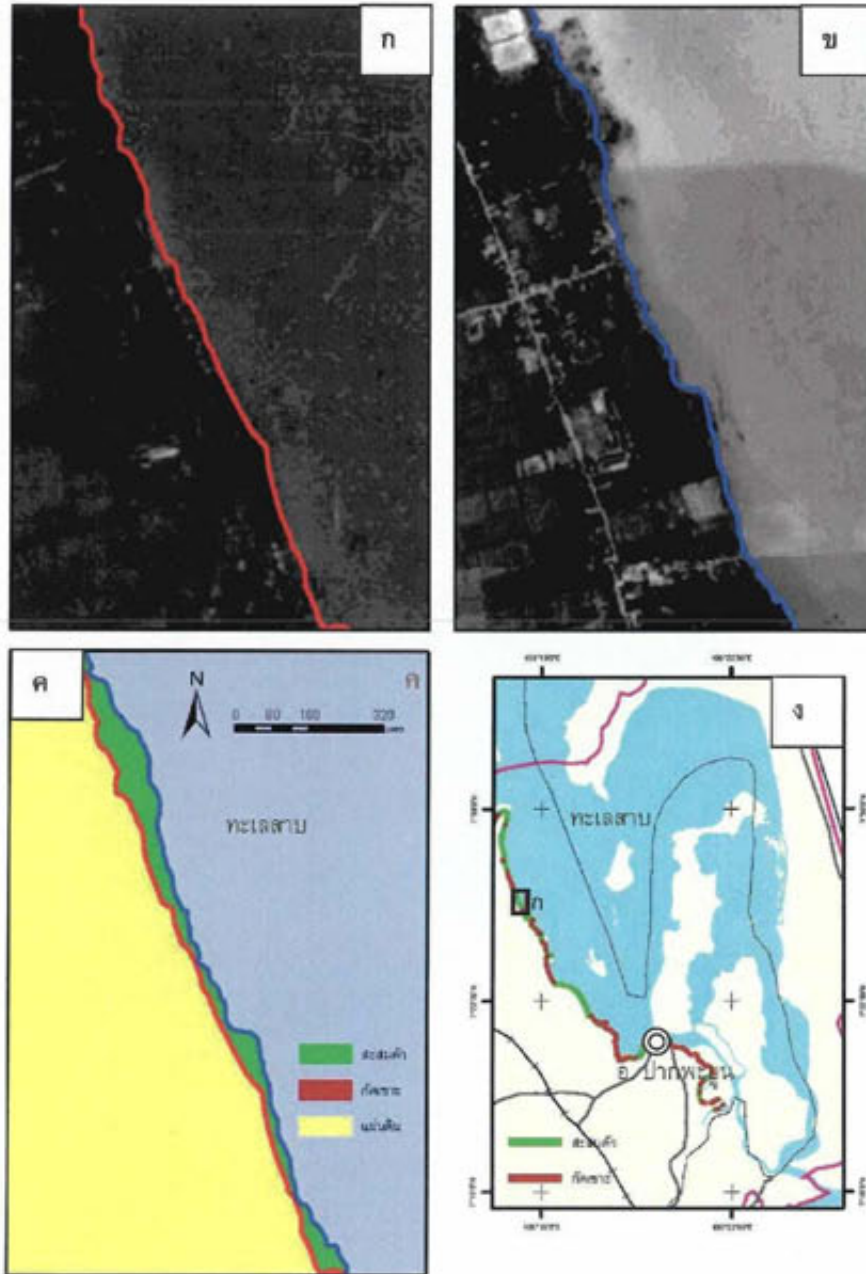 ก
ข
ค
ค
N
0 80 160 320
ทะเลสาบ
สะสมตัว
กัดเซาะ
แผ่นดิน
ง
ทะเลสาบ
ก
อ. ปากพะยูน
สะสมตัว
กัดเซาะ